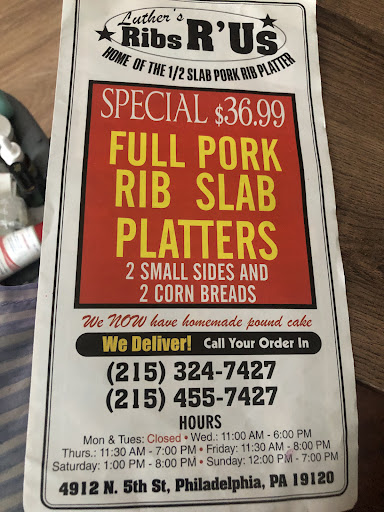 Luther's
Ribs R'Us
HOME OF THE 1/2 SLAB PORK RIB PLATTER
SPECIAL $36.99
FULL PORK
RIB SLAB
PLATTERS
2 SMALL SIDES AND
2 CORN BREADS
We NOW have homemade pound cake
We Deliver! Call Your Order In
(215) 324-7427
(215) 455-7427
HOURS
Mon & Tues: Closed • Wed.: 11:00 AM - 6:00 PM
Thurs.: 11:30 AM - 7:00 PM • Friday: 11:30 AM - 8:00 PM
Saturday: 1:00 PM - 8:00 PM • Sunday: 12:00 PM - 7:00 PM
4912 N. 5th St, Philadelphia, PA 19120